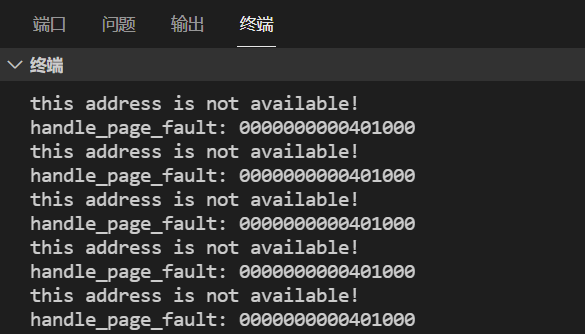 端口 问题 输出 终端
终端
this address is not available!
handle_page_fault: 0000000000401000
this address is not available!
handle_page_fault: 0000000000401000
this address is not available!
handle_page_fault: 0000000000401000
this address is not available!
handle_page_fault: 0000000000401000
this address is not available!
handle_page_fault: 0000000000401000